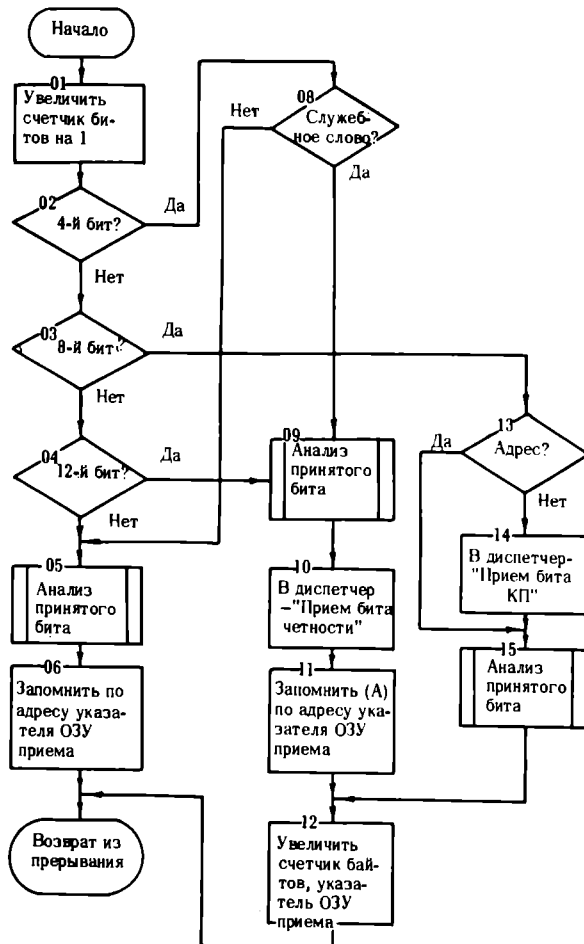 Начало
01
Увеличить
счетчик би-
тов на 1
02
4-й бит?
Да
Нет
03
8-й бит?
Да
Нет
04
12-й бит?
Да
Нет
05
Анализ
принятого
бита
06
Запомнить по
адресу указа-
теля ОЗУ
приема
Возврат из
прерывания
08
Служеб-
ное слово?
Нет
Да
09
Анализ
принятого
бита
10
В диспетчер
–"Прием бита
четности"
11
Запомнить (А)
по адресу ука-
зателя ОЗУ
приема
12
Увеличить
счетчик бай-
тов, указа-
тель ОЗУ
приема
13
Адрес?
Да
Нет
14
В диспетчер-
"Прием бита
КП"
15
Анализ
принятого
бита